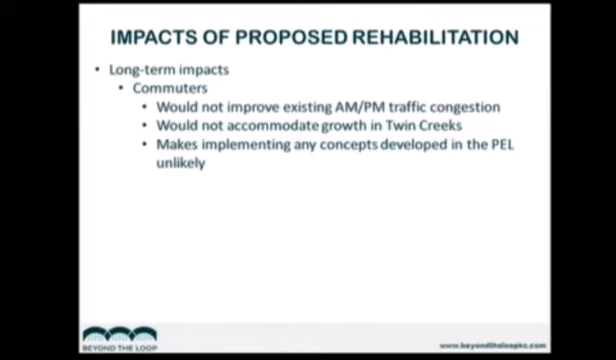 IMPACTS OF PROPOSED REHABILITATION
• Long-term impacts
• Commuters
• Would not improve existing AM/PM traffic congestion
• Would not accommodate growth in Twin Creeks
• Makes implementing any concepts developed in the PEL
unlikely
BEYOND THE LOOP
www.beyondtheloopkc.com